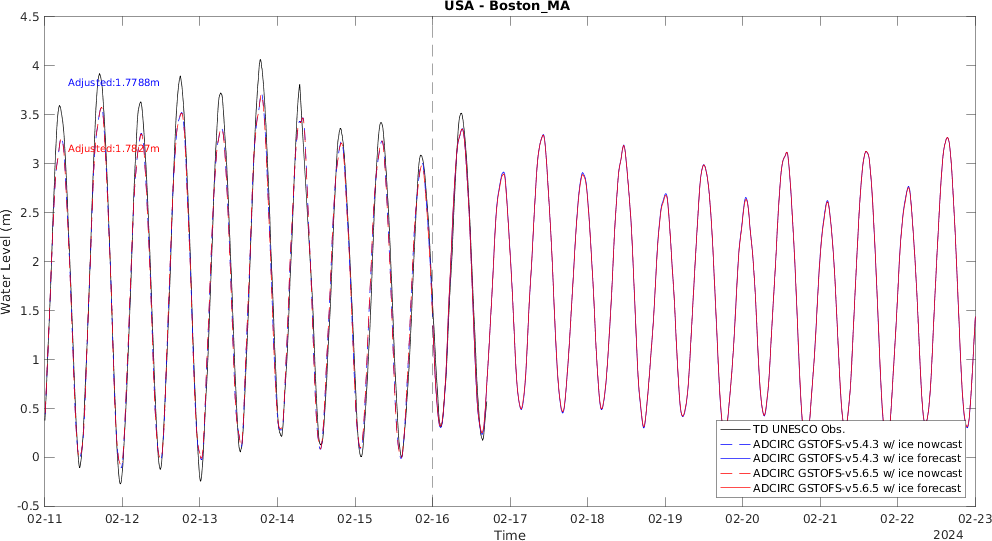 USA - Boston_MA
4.5
4
3.5
3
2.5
2
1.5
1
0.5
0
-0.5
Water Level (m)
Adjusted:1.7788m
Adjusted:1.7827m
TD UNESCO Obs.
ADCIRC GSTOFS-v5.4.3 w/ ice nowcast
ADCIRC GSTOFS-v5.4.3 w/ ice forecast
ADCIRC GSTOFS-v5.6.5 w/ ice nowcast
ADCIRC GSTOFS-v5.6.5 w/ ice forecast
02-11 02-12 02-13 02-14 02-15 02-16 02-17 02-18 02-19 02-20 02-21 02-22 02-23
Time
2024